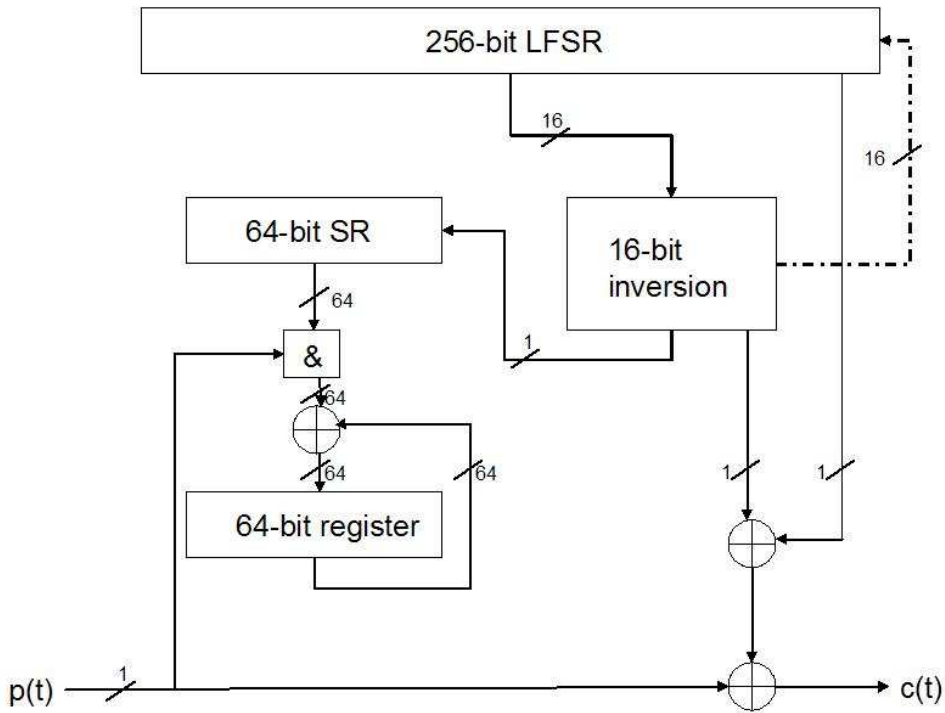 256-bit LFSR
16
16
64-bit SR
16-bit
inversion
64
1
&
64
64
64
1
1
64-bit register
1
p(t)
c(t)